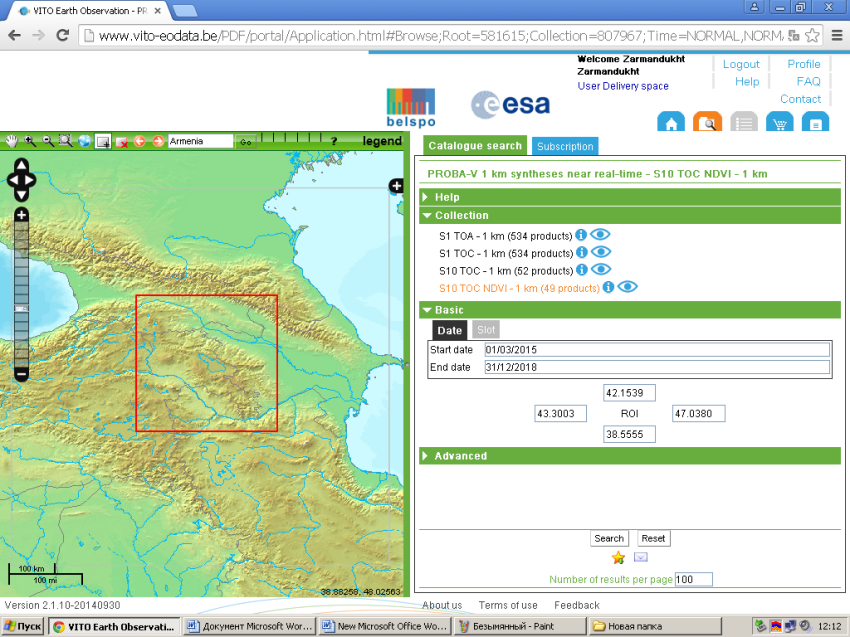 VITO Earth Observation - PR
www.vito-eodata.be/PDF/portal/Application.html#Browse;Root=581615;Collection=807967;Time=NORMAL,NORM
Welcome Zarmandukht
Zarmandukht
User Delivery space
Logout
Profile
Help
FAQ
Contact
belspo
esa
Armenia
Go
?
legend
Catalogue search
Subscription
PROBA-V 1 km syntheses near real-time - S10 TOC NDVI - 1 km
Help
Collection
S1 TOA - 1 km (534 products)
S1 TOC - 1 km (534 products)
S10 TOC - 1 km (52 products)
S10 TOC NDVI - 1 km (49 products)
Basic
Date
Slot
Start date 01/03/2015
End date 31/12/2018
42.1539
43.3003 ROI 47.0380
38.5555
Advanced
Search
Reset
Number of results per page 100
100 km
100 mi
38.88258, 48.02563
Version 2.1.10-20140930
About us
Terms of use
Feedback
Пуск
VITO Earth Observati...
Документ Microsoft Wor...
New Microsoft Office Wo...
Безымянный - Paint
Новая папка
12:12